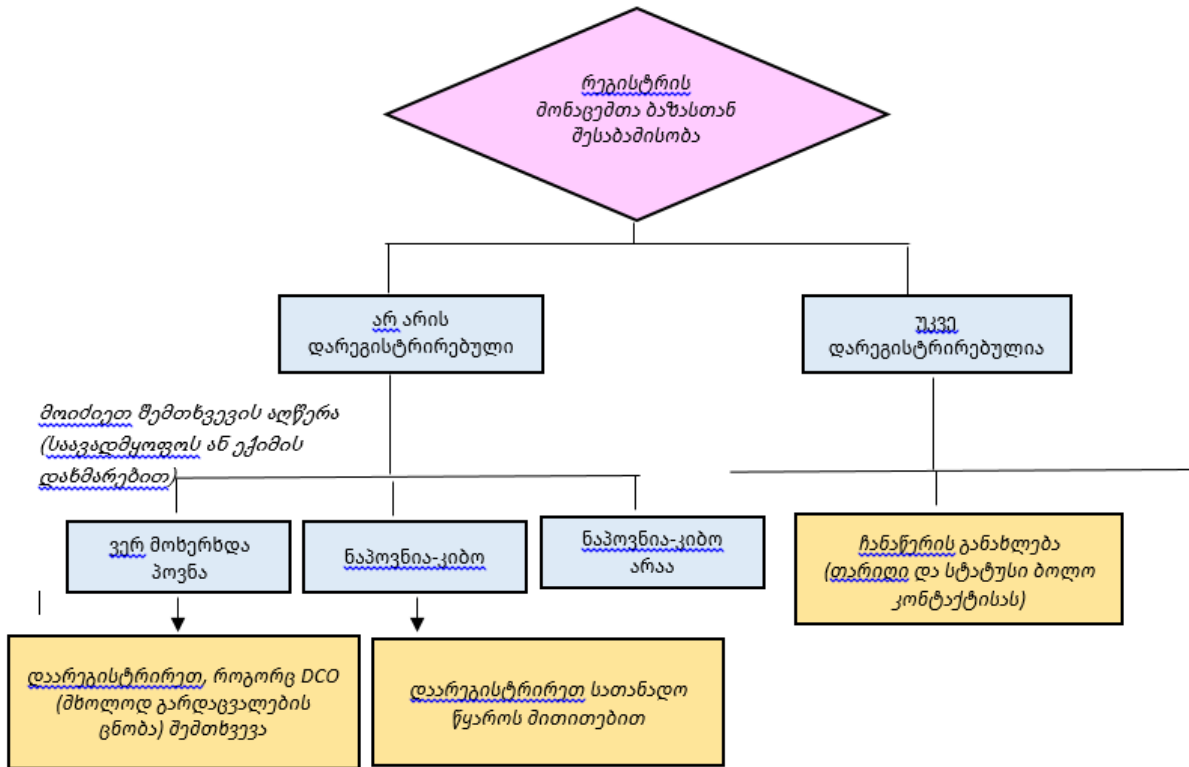 რეგისტრის
მონაცემთა ბაზასთან
შესაბამისობა
არ არის
დარეგისტრირებული
უკვე
დარეგისტრირებულია
მოიძიეთ შემთხვევის აღწერა
(საავადმყოფოს ან ექიმის
დახმარებით)
ვერ მოხერხდა
პოვნა
ნაპოვნია-კიბო
ნაპოვნია-კიბო
არაა
ჩანაწერის განახლება
(თარიღი და სტატუსი ბოლო
კონტაქტისას)
დაარეგისტრირეთ, როგორც DCO
(მხოლოდ გარდაცვალების
ცნობა) შემთხვევა
დაარეგისტრირეთ სათანადო
წყაროს მითითებით